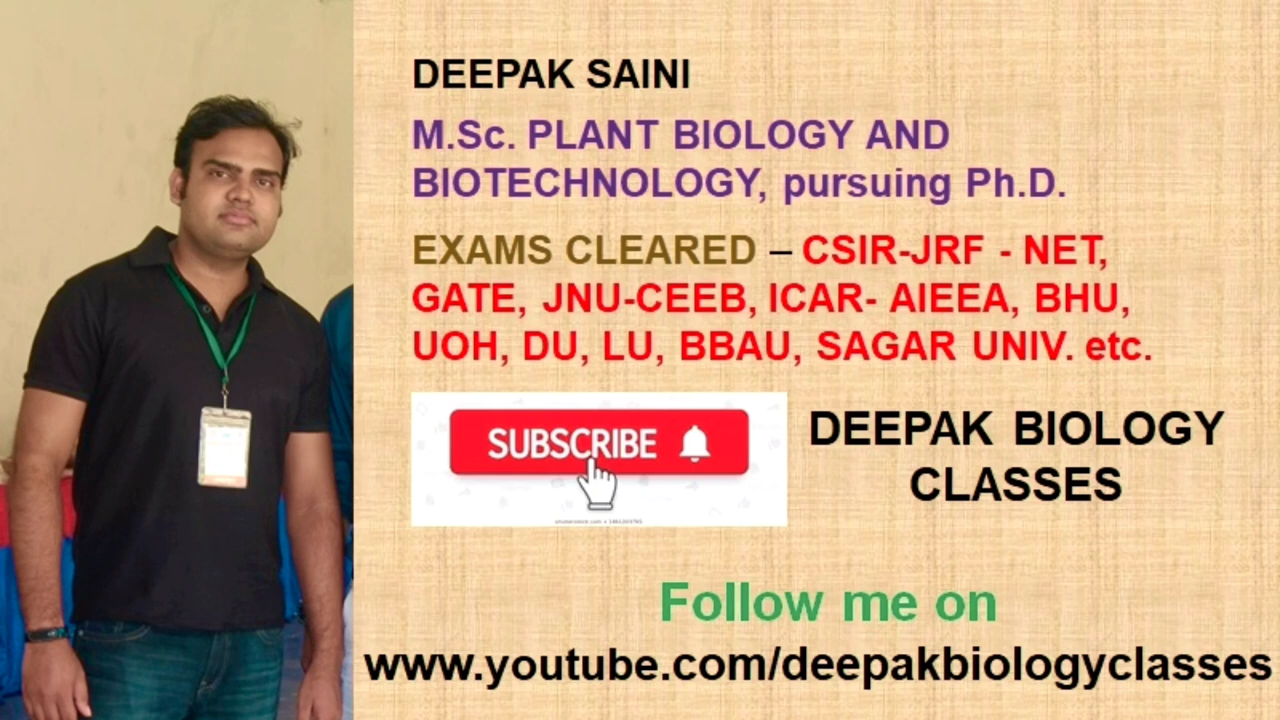 DEEPAK SAINI
M.Sc. PLANT BIOLOGY AND
BIOTECHNOLOGY, pursuing Ph.D.
EXAMS CLEARED – CSIR-JRF - NET,
GATE, JNU-CEEB, ICAR- AIEEA, BHU,
UOH, DU, LU, BBAU, SAGAR UNIV. etc.
SUBSCRIBE
DEEPAK BIOLOGY
CLASSES
Follow me on
www.youtube.com/deepakbiologyclasses